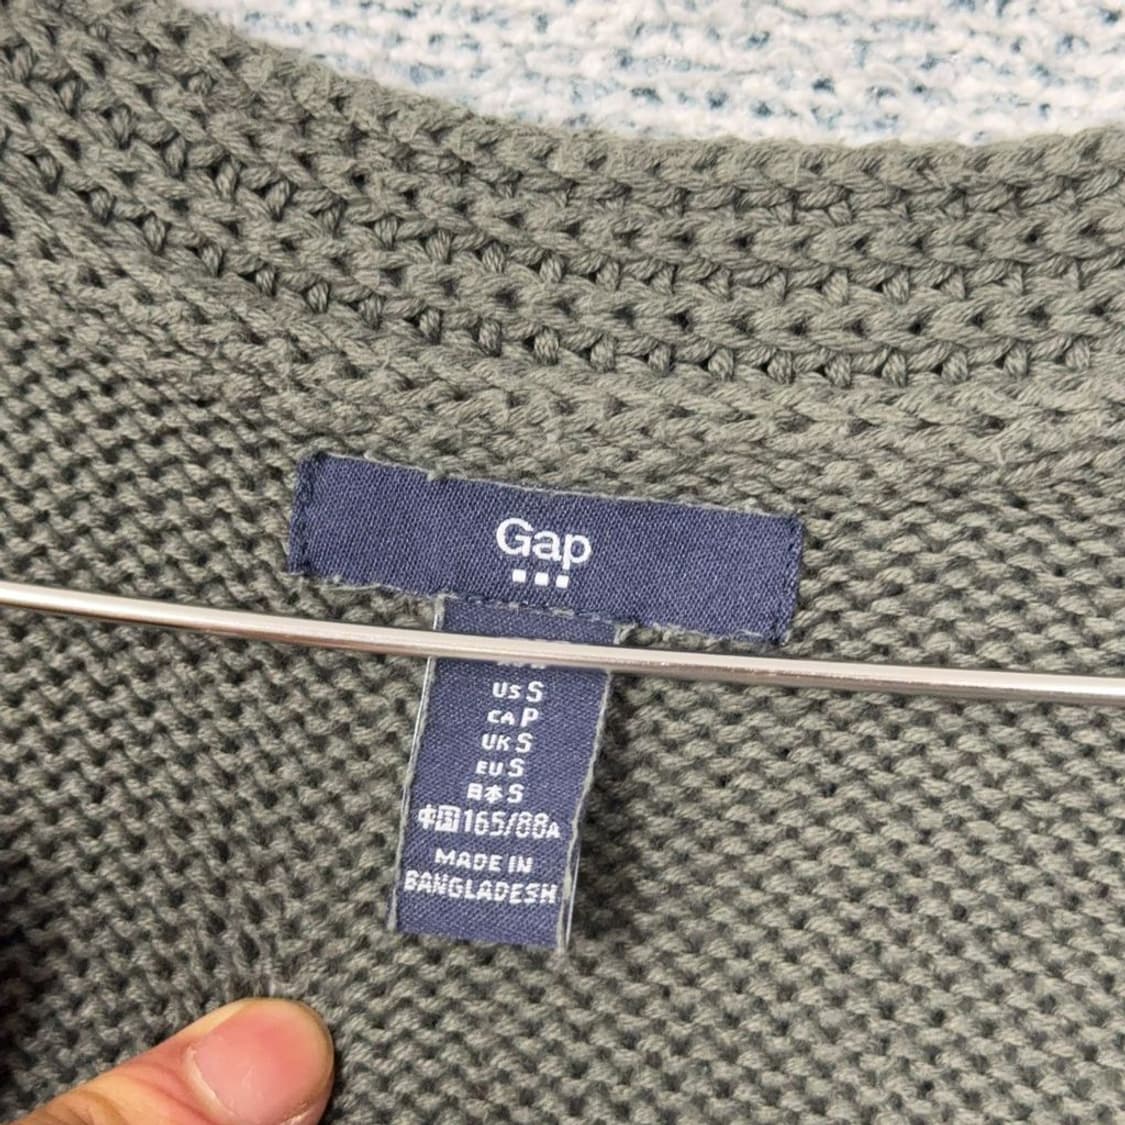 Gap
US S
CA P
UK S
EU S
日本 S
中国 165/88A
MADE IN
BANGLADESH